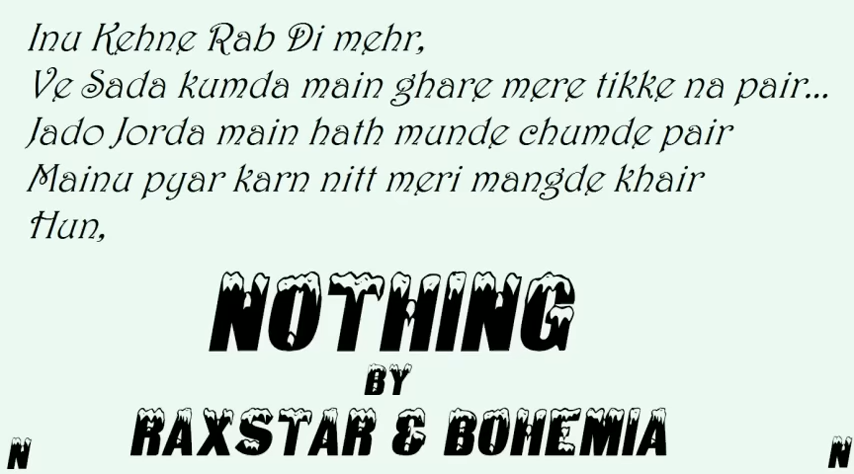 Inu Kehne Rab Di mehr,
Ve Sada kumda main ghare mere tikke na pair...
Jado Jorda main hath munde chumde pair
Mainu pyar karn nitt meri mangde khair
Hun,
NOTHING
BY
RAXSTAR & BOHEMIA
N N